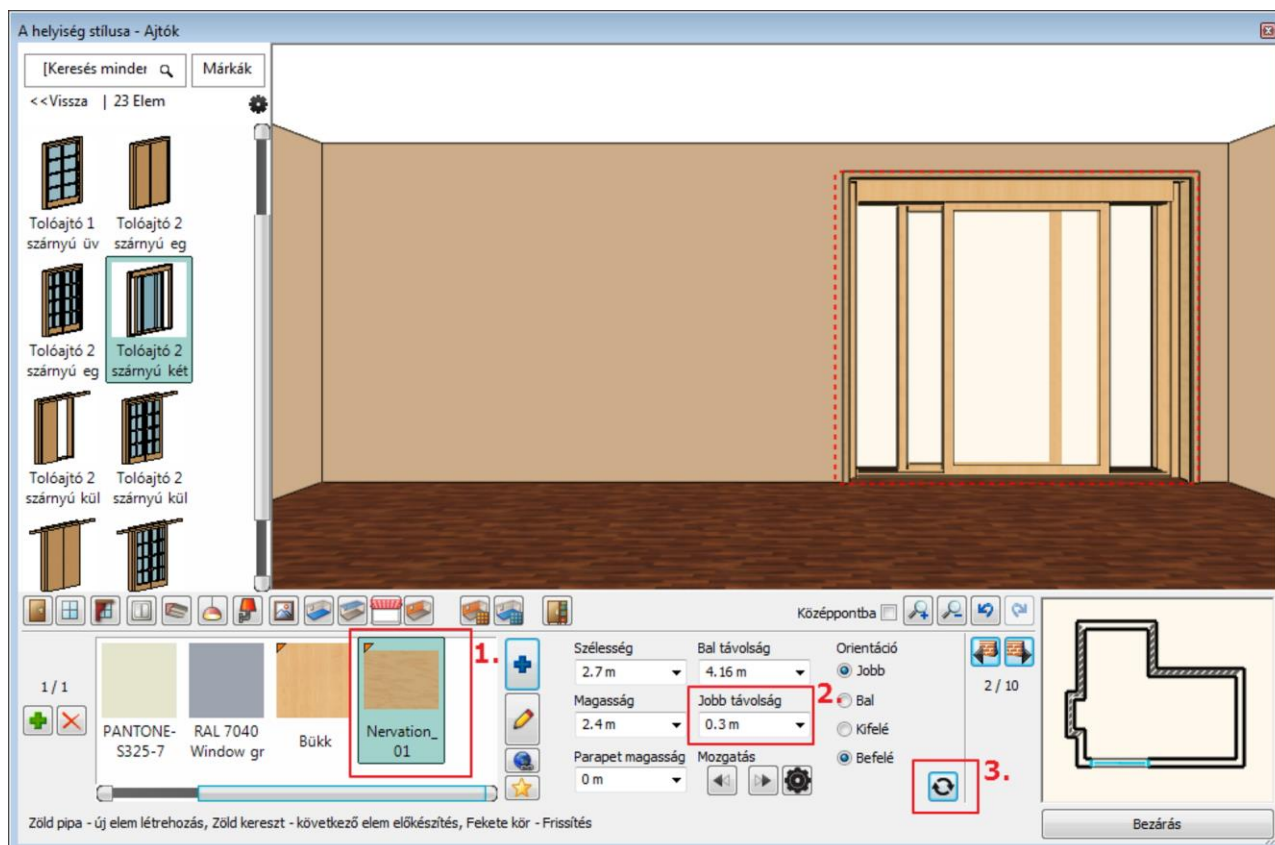 A helyiség stílusa - Ajtók
[Keresés minder
Márkák
<<Vissza | 23 Elem
Tolóajtó 1
szárnyú üv
Tolóajtó 2
szárnyú eg
Tolóajtó 2
szárnyú eg
Tolóajtó 2
szárnyú két
Tolóajtó 2
szárnyú kül
Tolóajtó 2
szárnyú kül
Középpontba
1 / 1
PANTONE-
S325-7
RAL 7040
Window gr
Bükk
Nervation_
01
1.
Szélesség
2.7 m
Magasság
2.4 m
Parapet magasság
0 m
Bal távolság
4.16 m
Jobb távolság
0.3 m
Mozgatás
2.
Orientáció
Jobb
Bal
Kifelé
Befelé
3.
2 / 10
Zöld pipa - új elem létrehozás, Zöld kereszt - következő elem előkészítés, Fekete kör - Frissítés
Bezárás